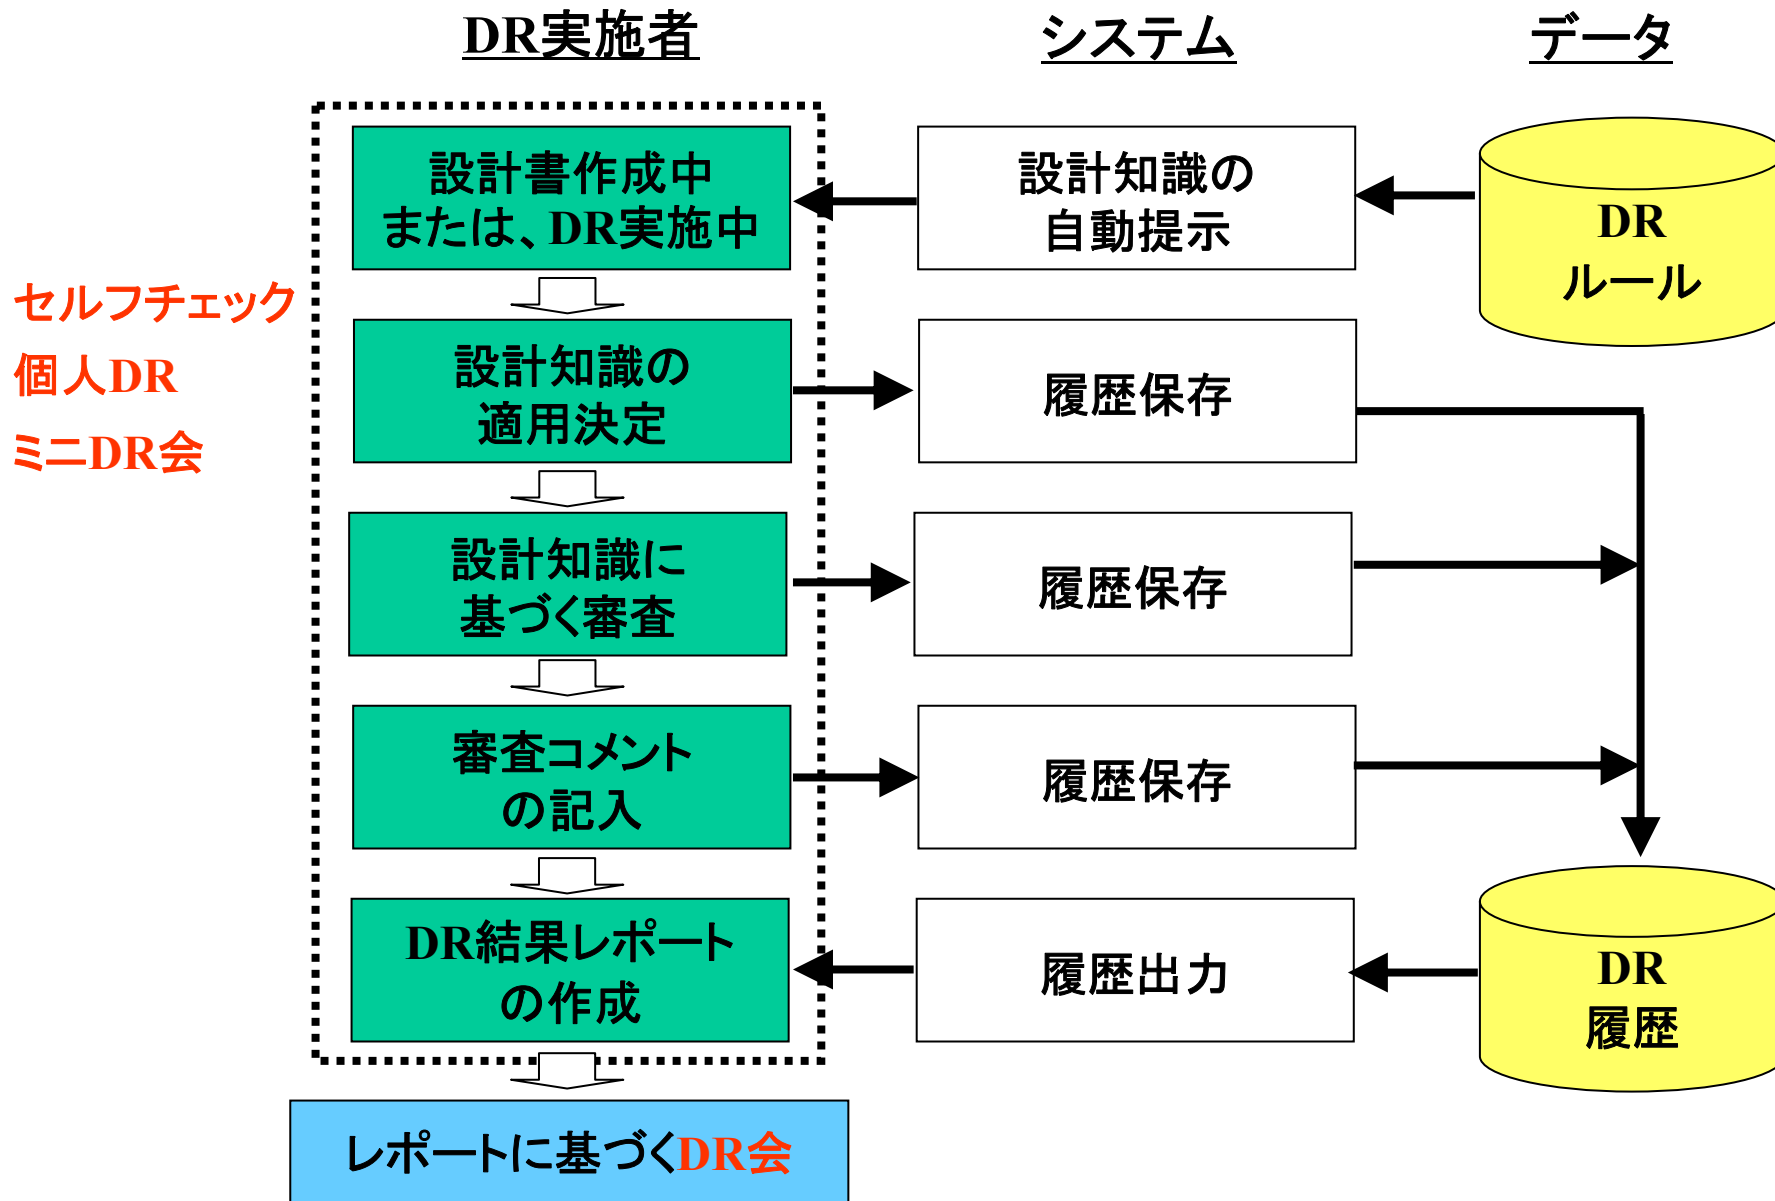 DR実施者
システム
データ
設計書作成中
または、DR実施中
設計知識の
自動提示
DR
ルール
セルフチェック
個人DR
ミニDR会
設計知識の
適用決定
履歴保存
設計知識に
基づく審査
履歴保存
審査コメント
の記入
履歴保存
DR結果レポート
の作成
履歴出力
DR
履歴
レポートに基づくDR会